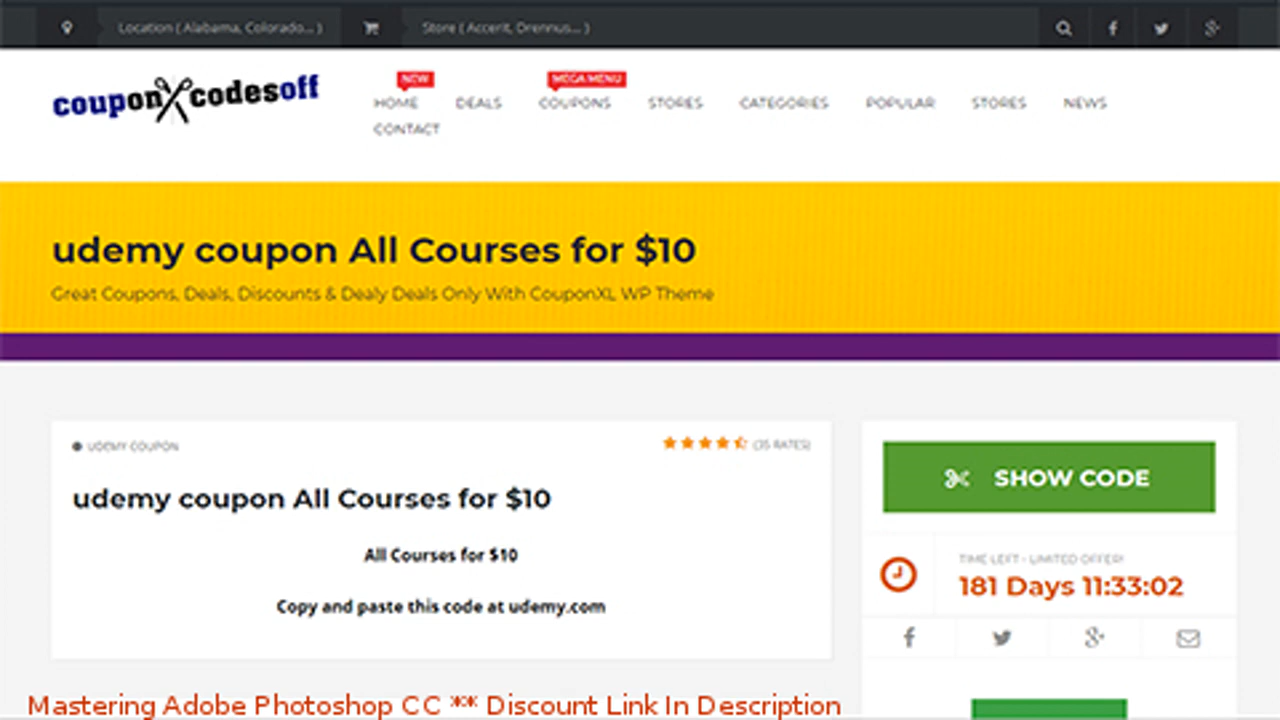 Location ( Alabama, Colorado... )
Store ( Accent, Drennus... )
couponcodesoff
NEW
MEGA MENU
HOME DEALS COUPONS STORES CATEGORIES POPULAR STORES NEWS
CONTACT
udemy coupon All Courses for $10
Great Coupons, Deals, Discounts & Dealy Deals Only With CouponXL WP Theme
UDEMY COUPON
(35 RATES)
udemy coupon All Courses for $10
All Courses for $10
Copy and paste this code at udemy.com
SHOW CODE
TIME LEFT - LIMITED OFFER!
181 Days 11:33:02
Mastering Adobe Photoshop CC ** Discount Link In Description